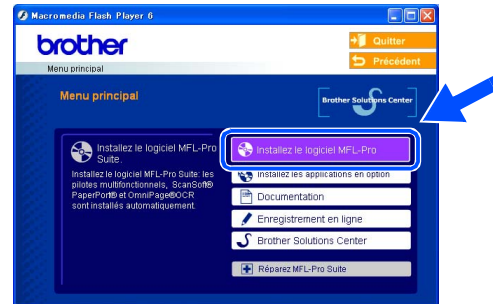 Macromedia Flash Player 6
brother
Quitter
Précédent
Menu principal
Menu principal
Brother Solutions Center
Installez le logiciel MFL-Pro
Suite.
Installez le logiciel MFL-Pro Suite: les
pilotes multifonctionnels, ScanSoft®
PaperPort® et OmniPage®OCR
sont installés automatiquement.
Installez le logiciel MFL-Pro
Installez les applications en option
Documentation
Enregistrement en ligne
Brother Solutions Center
Réparez MFL-Pro Suite